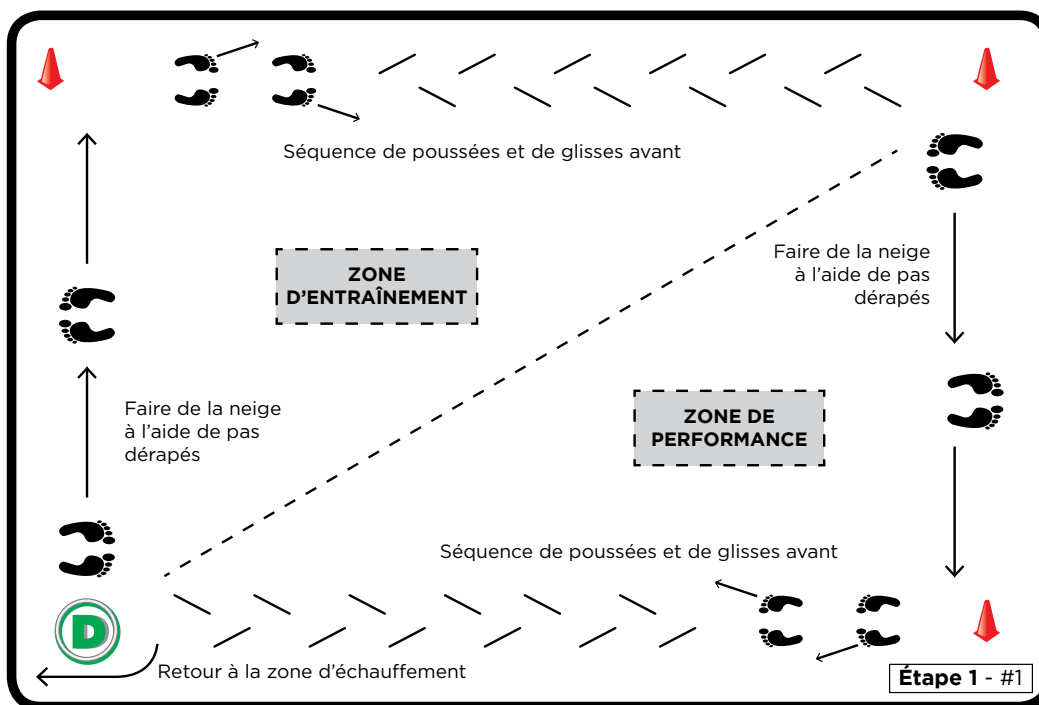 Séquence de poussées et de glisses avant
Faire de la neige
à l'aide de pas
dérapés
ZONE
D'ENTRAÎNEMENT
ZONE DE
PERFORMANCE
Faire de la neige
à l'aide de pas
dérapés
Séquence de poussées et de glisses avant
D
Retour à la zone d'échauffement
Étape 1 - #1